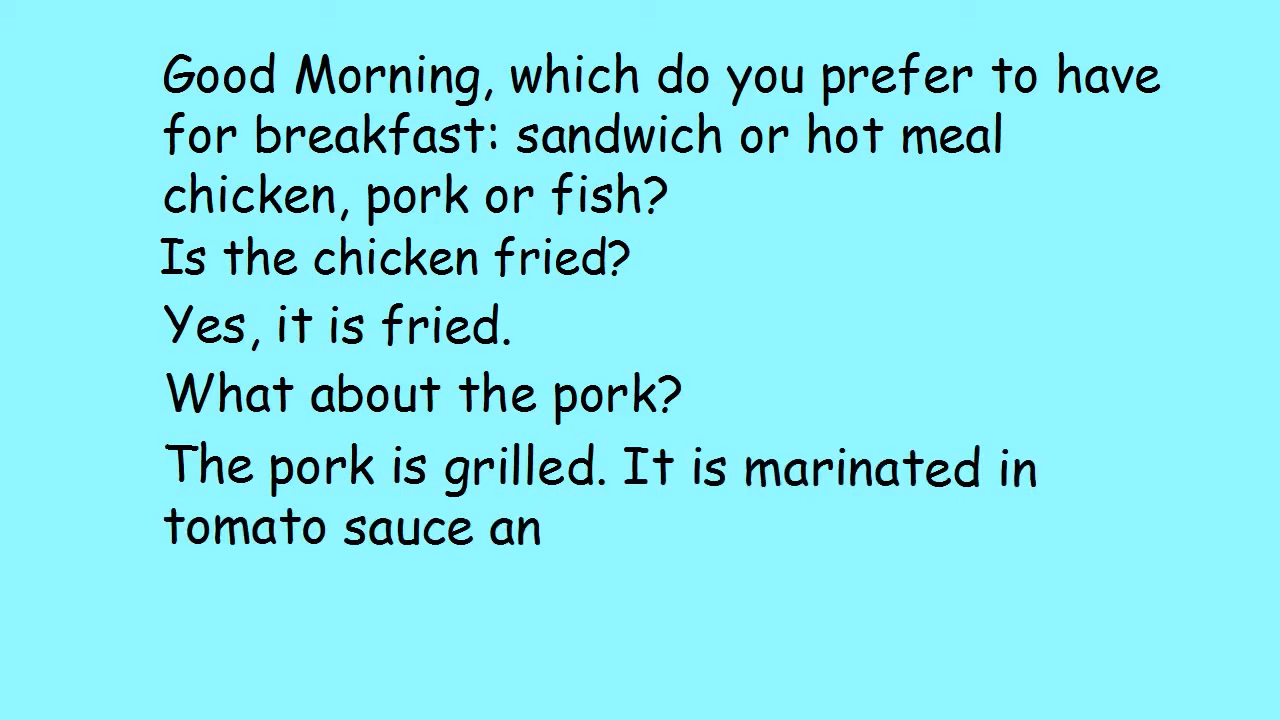 Good Morning, which do you prefer to have
for breakfast: sandwich or hot meal
chicken, pork or fish?
Is the chicken fried?
Yes, it is fried.
What about the pork?
The pork is grilled. It is marinated in
tomato sauce an